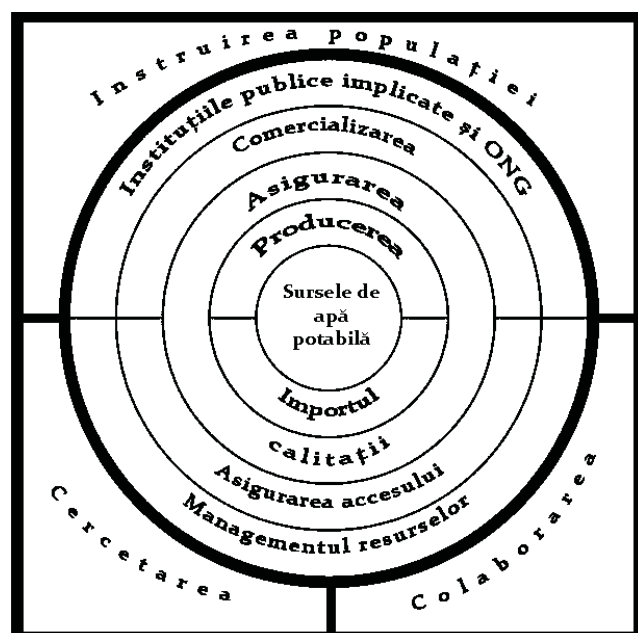 Instruirea populației
Instituțiile publice implicate și ONG
Comercializarea
Asigurarea
Producerea
Sursele de
apă
potabilă
Importul
calitații
Asigurarea accesului
Managementul resurselor
Cercetarea
Colaborarea